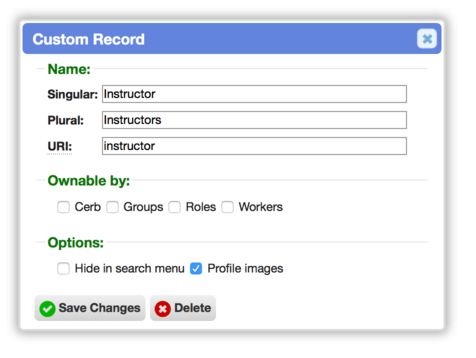 Custom Record
Name:
Singular: Instructor
Plural: Instructors
URI: instructor
Ownable by:
Cerb Groups Roles Workers
Options:
Hide in search menu Profile images
Save Changes Delete